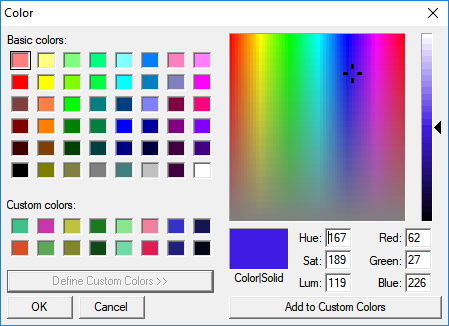 Color
Basic colors:
Custom colors:
Define Custom Colors >>
OK Cancel
Hue: 167 Red: 62
Sat: 189 Green: 27
Color|Solid Lum: 119 Blue: 226
Add to Custom Colors